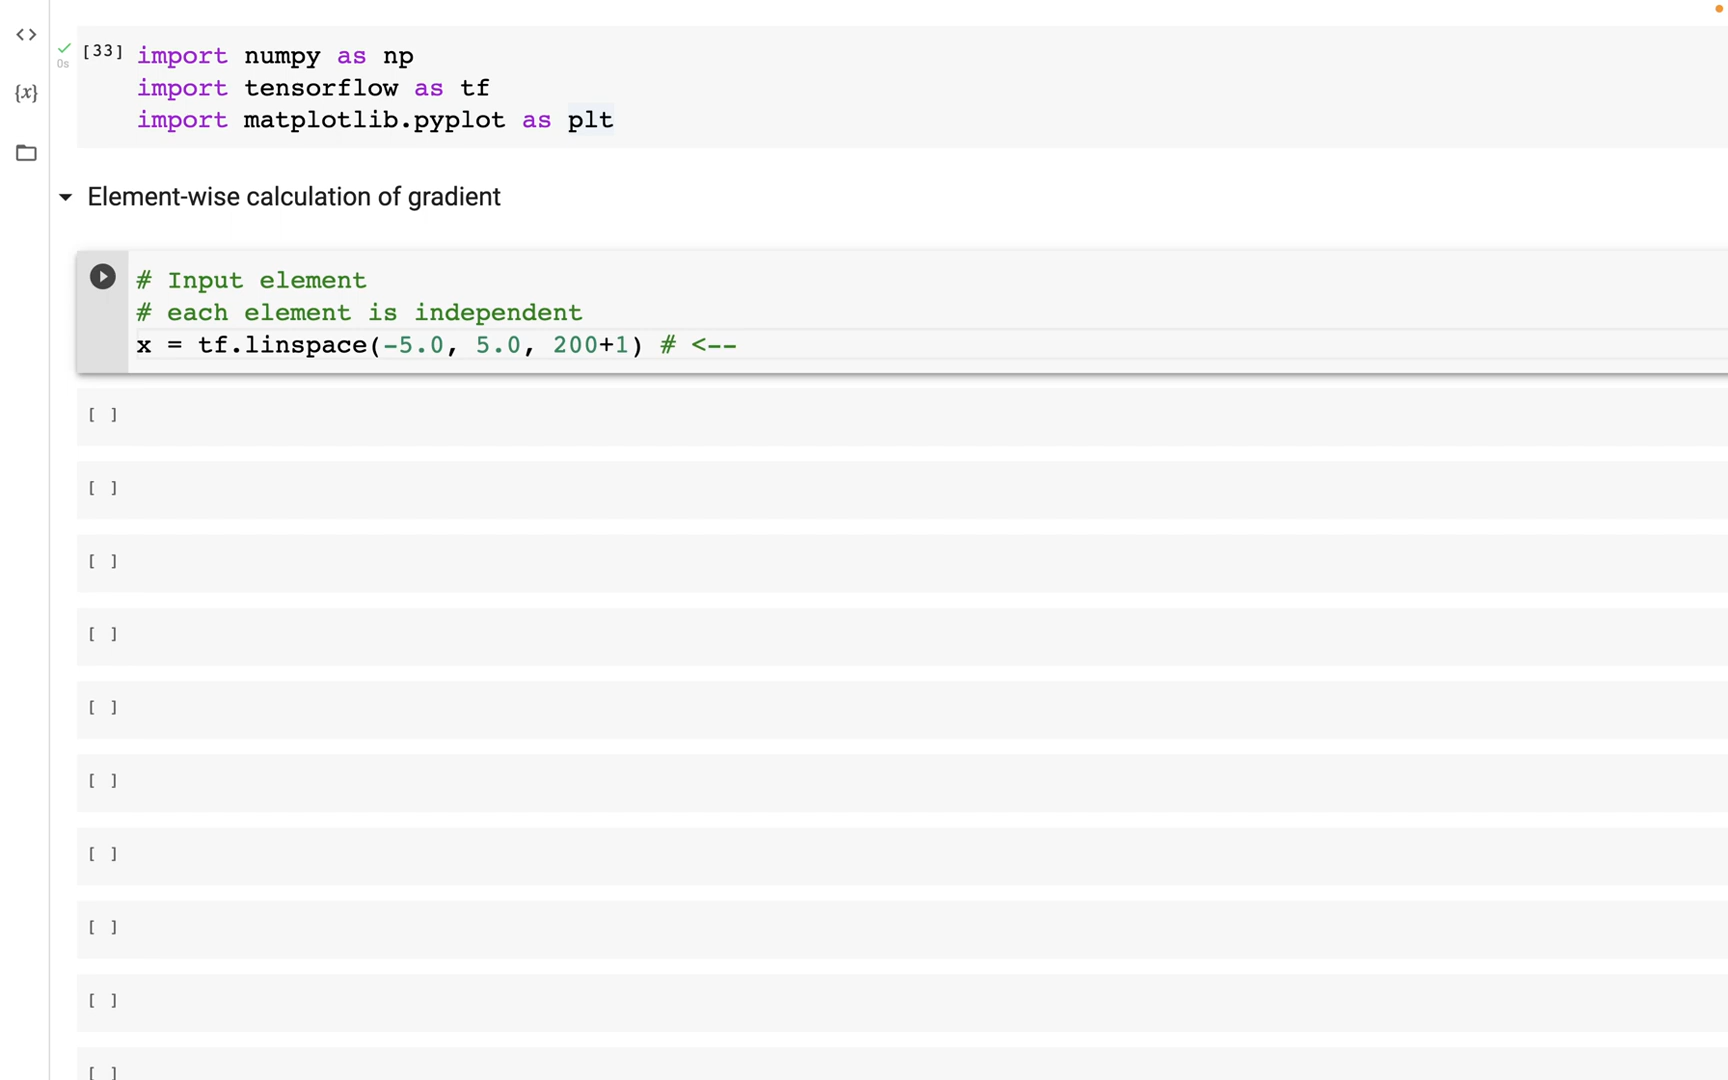 <>
[33] import numpy as np
0s
import tensorflow as tf
{x}
import matplotlib.pyplot as plt
Element-wise calculation of gradient
# Input element
# each element is independent
x = tf.linspace(-5.0, 5.0, 200+1) # <--
[ ]
[ ]
[ ]
[ ]
[ ]
[ ]
[ ]
[ ]
[ ]
[ ]